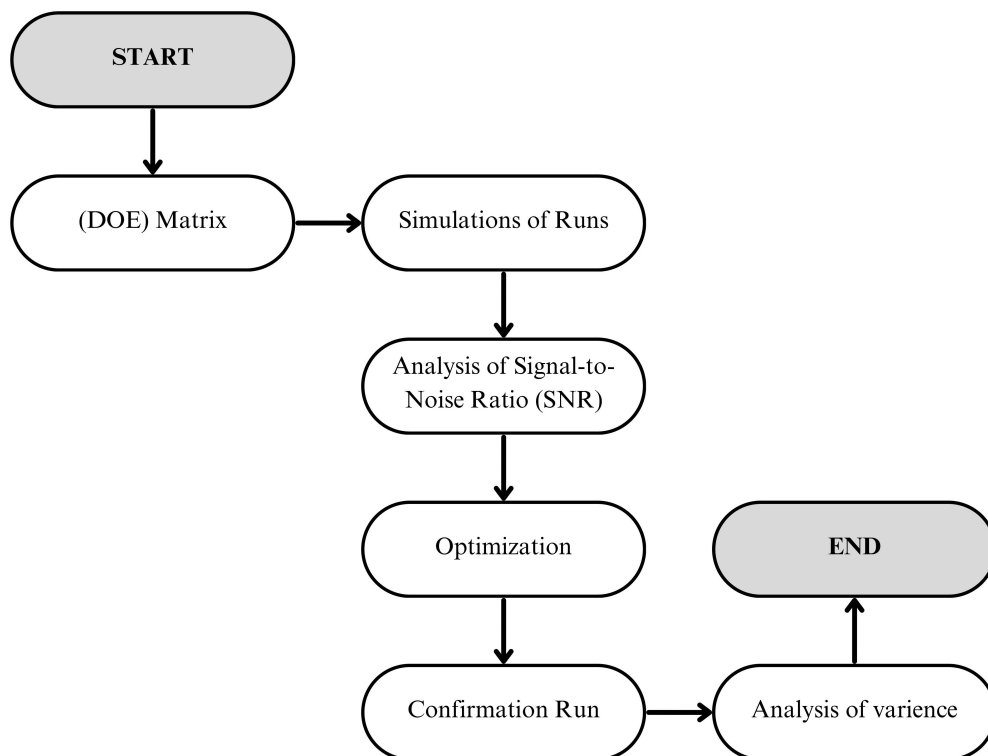 START
(DOE) Matrix
Simulations of Runs
Analysis of Signal-to-
Noise Ratio (SNR)
Optimization
END
Confirmation Run
Analysis of varience